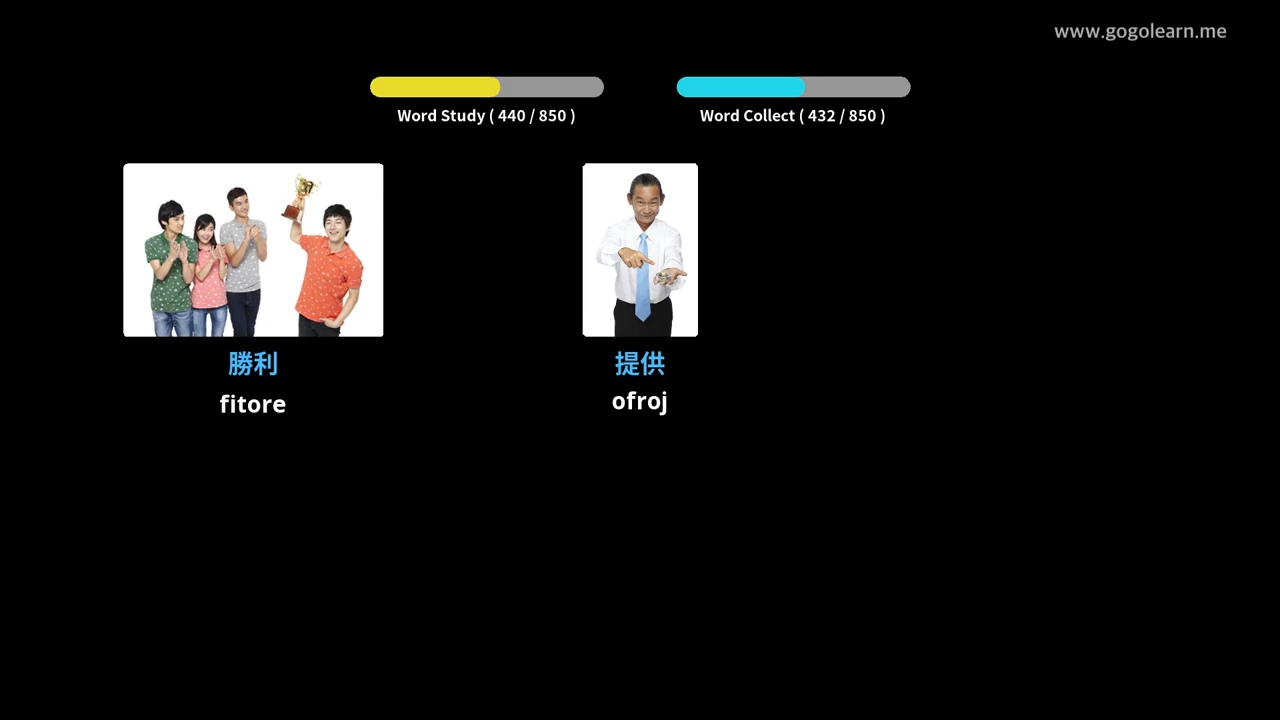 www.gogolearn.me
Word Study ( 440 / 850 )
Word Collect ( 432 / 850 )
勝利
fitore
提供
ofroj